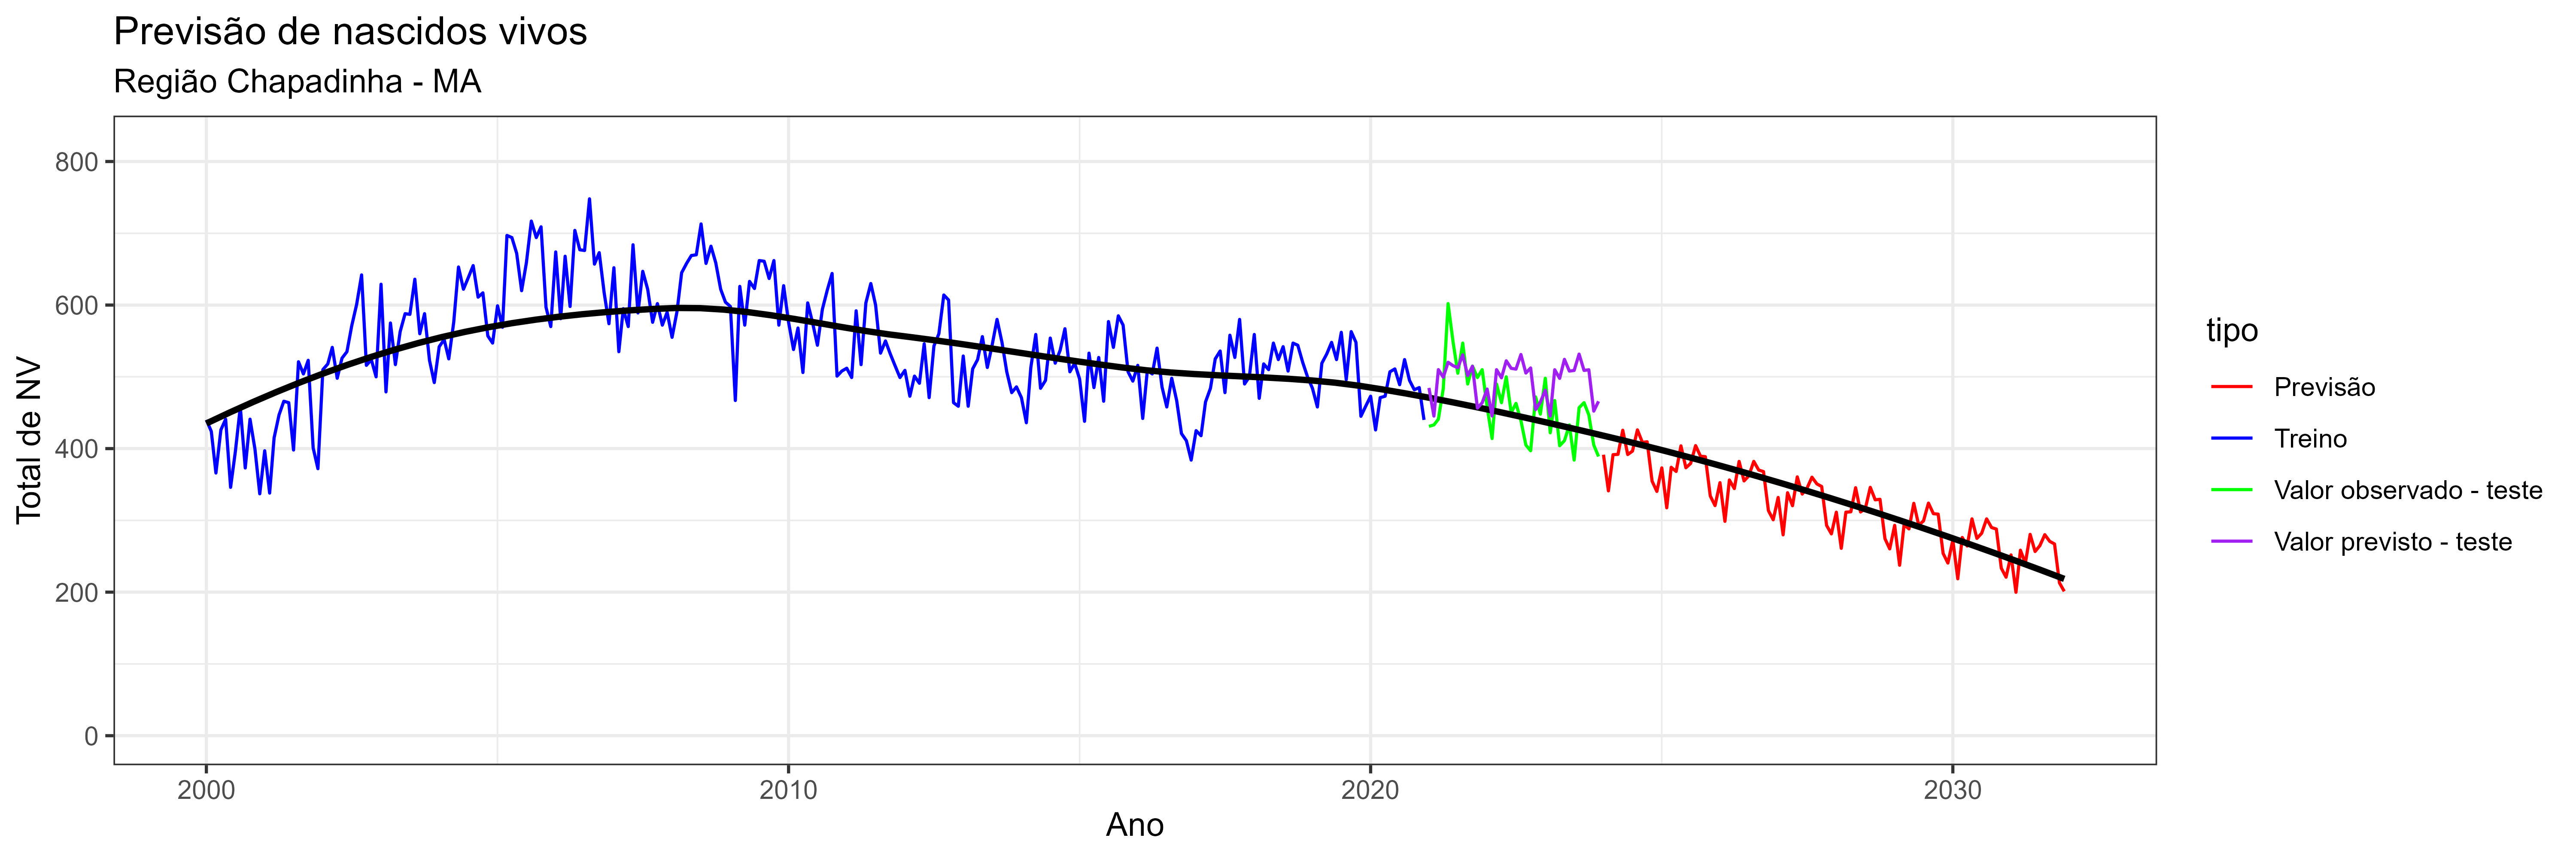 Previsão de nascidos vivos
Região Chapadinha - MA
Total de NV
800
600
400
200
0
2000
2010
2020
2030
Ano
tipo
Previsão
Treino
Valor observado - teste
Valor previsto - teste